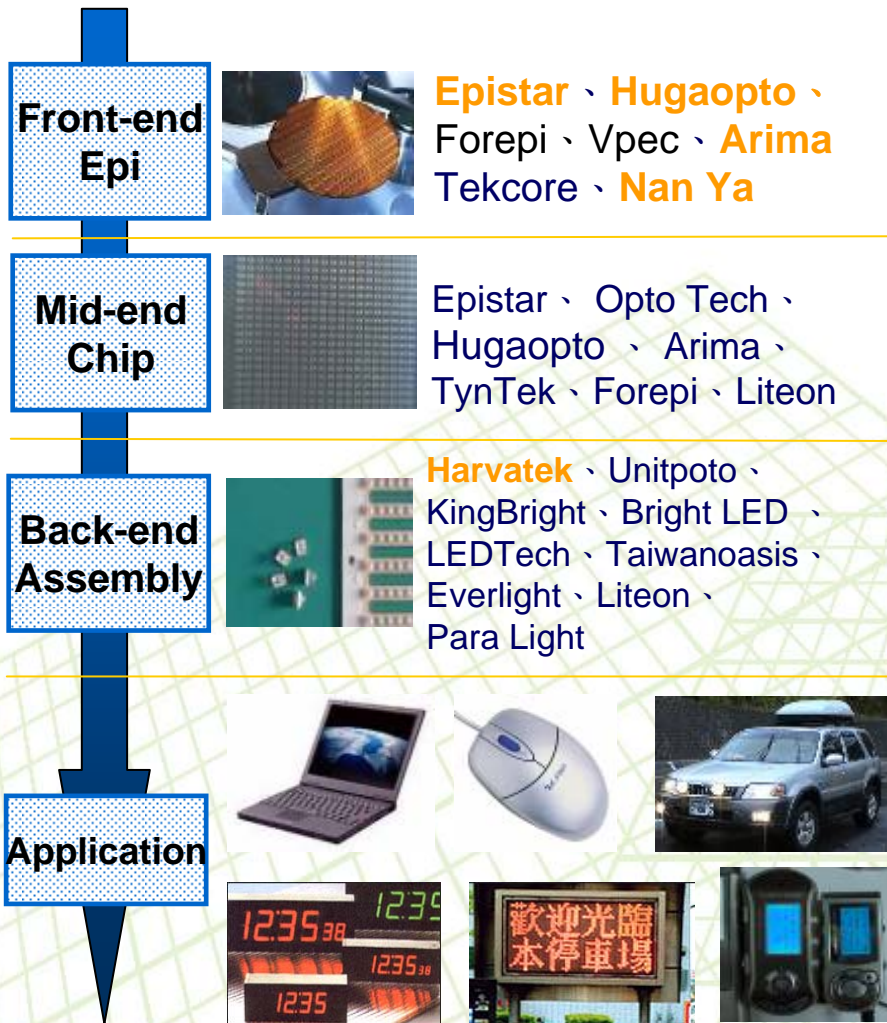 Front-end
Epi
Epistar、Hugaopto、
Forepi、Vpec、Arima
Tekcore、Nan Ya
Mid-end
Chip
Epistar、 Opto Tech、
Hugaopto 、 Arima、
TynTek、Forepi、Liteon
Back-end
Assembly
Harvatek、Unitpoto、
KingBright、Bright LED 、
LEDTech、Taiwanoasis、
Everlight、Liteon、
Para Light
Application
12:35 38
12:35
12:35 38
12:35
歡迎光臨
本停車場